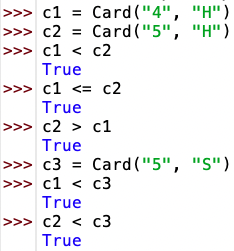 >>> c1 = Card("4", "H")
>>> c2 = Card("5", "H")
>>> c1 < c2
True
>>> c1 <= c2
True
>>> c2 > c1
True
>>> c3 = Card("5", "S")
>>> c1 < c3
True
>>> c2 < c3
True